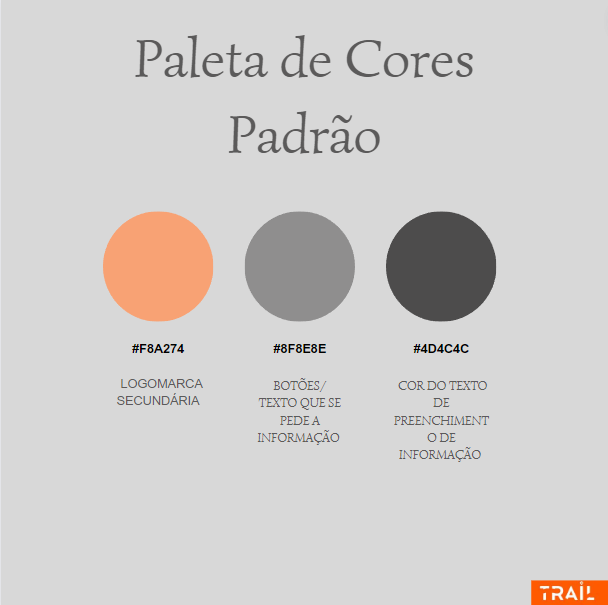 Paleta de Cores
Padrão
#F8A274
#8F8E8E
#4D4C4C
LOGOMARCA
SECUNDÁRIA
BOTÕES/
TEXTO QUE SE
PEDE A
INFORMAÇÃO
COR DO TEXTO
DE
PREENCHIMENT
O DE
INFORMAÇÃO
TRAIL